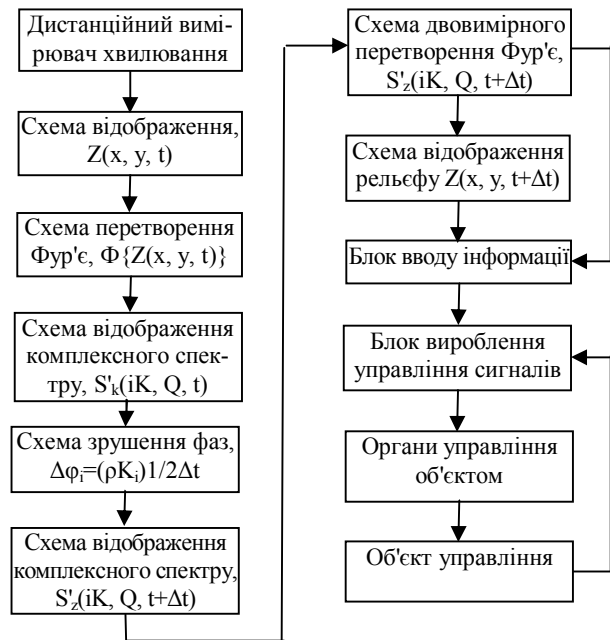 Дистанційний вимі-
рювач хвилювання
Схема відображення,
Z(x, y, t)
Схема перетворення
Фур'є, Φ{Z(x, y, t)}
Схема відображення
комплексного спек-
тру, S'k(iK, Q, t)
Схема зрушення фаз,
Δφi=(ρKi)1/2Δt
Схема відображення
комплексного спектру,
S'z(iK, Q, t+Δt)
Схема двовимірного
перетворення Фур'є,
S'z(iK, Q, t+Δt)
Схема відображення
рельєфу Z(x, y, t+Δt)
Блок вводу інформації
Блок вироблення
управління сигналів
Органи управління
об'єктом
Об'єкт управління